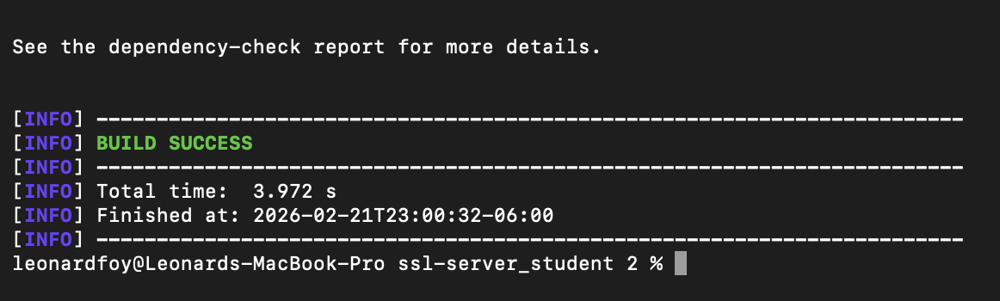 See the dependency-check report for more details.
[INFO] ------------------------------------------------------------------------
[INFO] BUILD SUCCESS
[INFO] ------------------------------------------------------------------------
[INFO] Total time:  3.972 s
[INFO] Finished at: 2026-02-21T23:00:32-06:00
[INFO] ------------------------------------------------------------------------
leonardfoy@Leonards-MacBook-Pro ssl-server_student 2 %